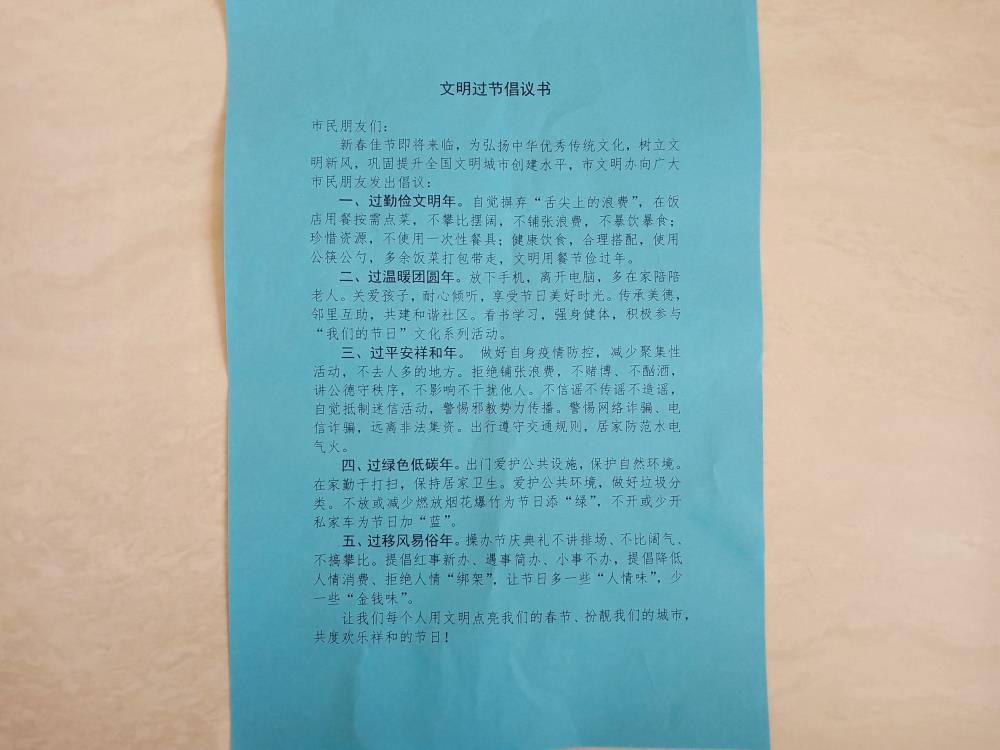 文明过节倡议书
市民朋友们：
新春佳节即将来临，为弘扬中华优秀传统文化，树立文
明新风，巩固提升全国文明城市创建水平，市文明办向广大
市民朋友发出倡议：
一、过勤俭文明年。自觉摒弃“舌尖上的浪费”，在饭
店用餐按需点菜，不攀比摆阔，不铺张浪费，不暴饮暴食；
珍惜资源，不使用一次性餐具；健康饮食，合理搭配，使用
公筷公勺，多余饭菜打包带走，文明用餐节俭过年。
二、过温暖团圆年。放下手机，离开电脑，多在家陪陪
老人。关爱孩子，耐心倾听，享受节日美好时光。传承美德，
邻里互助，共建和谐社区。看书学习，强身健体，积极参与
“我们的节日”文化系列活动。
三、过平安祥和年。 做好自身疫情防控，减少聚集性
活动，不去人多的地方。拒绝铺张浪费，不赌博、不酗酒，
讲公德守秩序，不影响不干扰他人。不信谣不传谣不造谣，
自觉抵制迷信活动，警惕邪教势力传播。警惕网络诈骗、电
信诈骗，远离非法集资。出行遵守交通规则，居家防范水电
气火。
四、过绿色低碳年。出门爱护公共设施，保护自然环境。
在家勤于打扫，保持居家卫生。爱护公共环境，做好垃圾分
类。不放或减少燃放烟花爆竹为节日添“绿”，不开或少开
私家车为节日加“蓝”。
五、过移风易俗年。操办节庆典礼不讲排场、不比阔气、
不搞攀比。提倡红事新办、遇事简办、小事不办，提倡降低
人情消费、拒绝人情“绑架”，让节日多一些“人情味”，少
一些“金钱味”。
让我们每个人用文明点亮我们的春节、扮靓我们的城市，
共度欢乐祥和的节日！